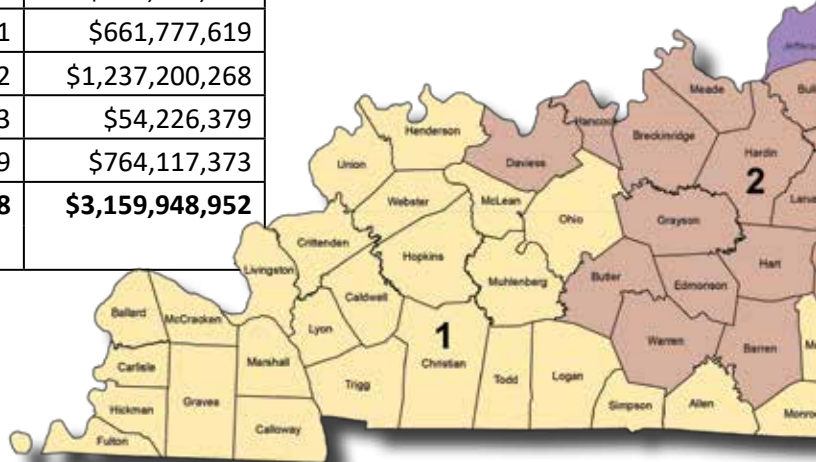 1 $661,777,619
2 $1,237,200,268
3 $54,226,379
9 $764,117,373
8 $3,159,948,952
Jefferson
Meade
Bul
Henderson
Hancock
Breckinridge
Union
Daviess
Hardin
2
Webster
McLean
Larue
Ohio
Grayson
Crittenden
Hopkins
Hart
Livingston
Muhlenberg
Butler
Edmonson
Caldwell
Ballard
McCracken
Lyon
1
Christian
Warren
Barren
Marshall
Carlisle
Trigg
Todd
Logan
Graves
Hickman
Simpson
Allen
Monroe
Calloway
Fulton